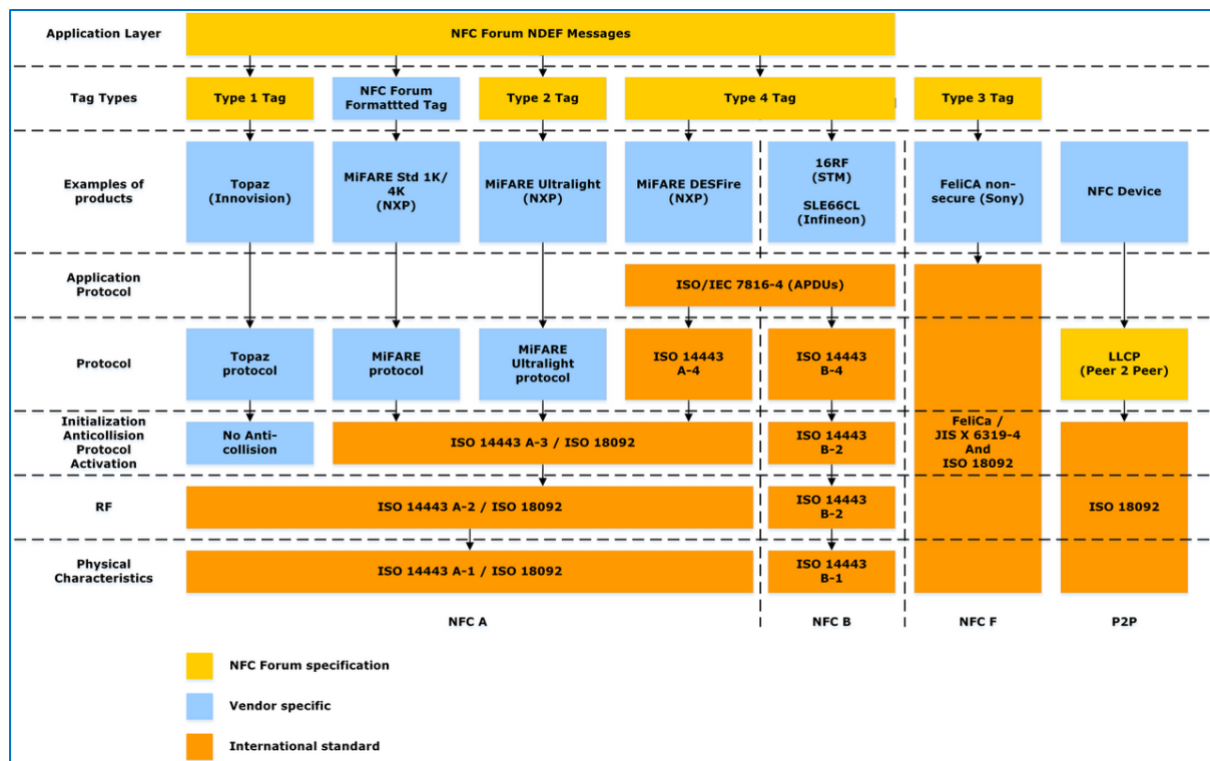 Application Layer
NFC Forum NDEF Messages
Tag Types
Type 1 Tag
NFC Forum
Formattted Tag
Type 2 Tag
Type 4 Tag
Type 3 Tag
Examples of
products
Topaz
(Innovision)
MiFARE Std 1K/
4K
(NXP)
MiFARE Ultralight
(NXP)
MiFARE DESFire
(NXP)
16RF
(STM)
SLE66CL
(Infineon)
FeliCA non-
secure (Sony)
NFC Device
Application
Protocol
ISO/IEC 7816-4 (APDUs)
Protocol
Topaz
protocol
MiFARE
protocol
MiFARE
Ultralight
protocol
ISO 14443
A-4
ISO 14443
B-4
LLCP
(Peer 2 Peer)
Initialization
Anticollision
Protocol
Activation
No Anti-
collision
ISO 14443 A-3 / ISO 18092
ISO 14443
B-2
FeliCa /
JIS X 6319-4
And
ISO 18092
RF
ISO 14443 A-2 / ISO 18092
ISO 14443
B-2
ISO 18092
Physical
Characteristics
ISO 14443 A-1 / ISO 18092
ISO 14443
B-1
NFC A
NFC B
NFC F
P2P
NFC Forum specification
Vendor specific
International standard